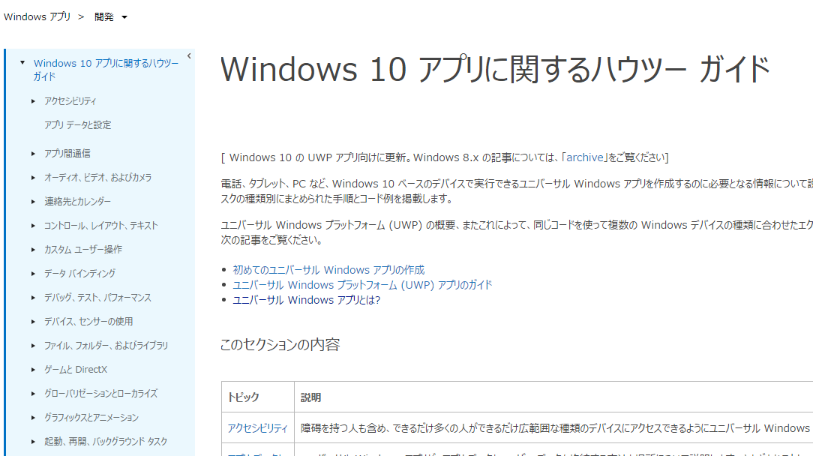 Windows アプリ > 開発
Windows 10 アプリに関するハウツー
ガイド
アクセシビリティ
アプリ データと設定
アプリ間通信
オーディオ、ビデオ、およびカメラ
連絡先とカレンダー
コントロール、レイアウト、テキスト
カスタム ユーザー操作
データ バインディング
デバッグ、テスト、パフォーマンス
デバイス、センサーの使用
ファイル、フォルダー、およびライブラリ
ゲームと DirectX
グローバリゼーションとローカライズ
グラフィックスとアニメーション
起動、再開、バックグラウンド タスク
Windows 10 アプリに関するハウツー ガイド
[ Windows 10 の UWP アプリ向けに更新。Windows 8.x の記事については、「archive」をご覧ください]
電話、タブレット、PC など、Windows 10 ベースのデバイスで実行できるユニバーサル Windows アプリを作成するのに必要となる情報について
スクの種類別にまとめられた手順とコード例を掲載します。
ユニバーサル Windows プラットフォーム (UWP) の概要、またこれによって、同じコードを使って複数の Windows デバイスの種類に合わせたエク
次の記事をご覧ください。
• 初めてのユニバーサル Windows アプリの作成
• ユニバーサル Windows プラットフォーム (UWP) アプリのガイド
• ユニバーサル Windows アプリとは?
このセクションの内容
トピック 説明
アクセシビリティ 障碍を持つ人も含め、できるだけ多くの人ができるだけ広範囲な種類のデバイスにアクセスできるようにユニバーサル Windows